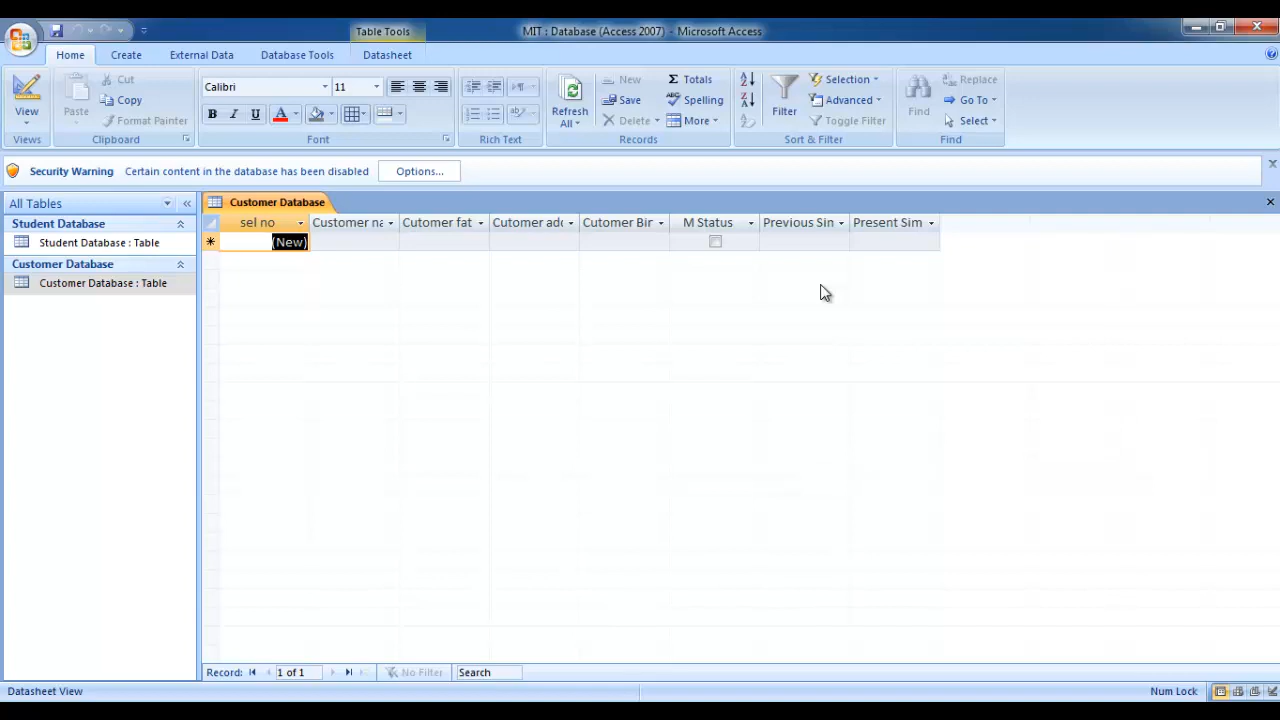 Table Tools
MIT : Database (Access 2007) - Microsoft Access
Home Create External Data Database Tools Datasheet
View
Views
Paste
Cut
Copy
Format Painter
Clipboard
Calibri 11
B I U A
Font
Rich Text
Refresh
All
New
Save
Delete
Totals
Spelling
More
Records
Filter
Selection
Advanced
Toggle Filter
Sort & Filter
Find
Replace
Go To
Select
Find
Security Warning Certain content in the database has been disabled Options...
All Tables
Student Database
Student Database : Table
Customer Database
Customer Database : Table
Customer Database
sel no Customer na Cutomer fat Cutomer ad Cutomer Bir M Status Previous Sin Present Sim
(New)
Record: 1 of 1 No Filter Search
Datasheet View Num Lock